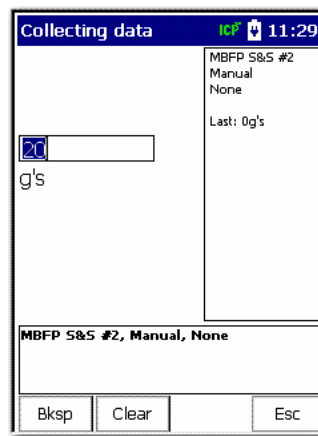 Collecting data ICP 11:29
MBFP S&S #2
Manual
None
Last: 0g's
20
g's
MBFP S&S #2, Manual, None
Bksp Clear Esc